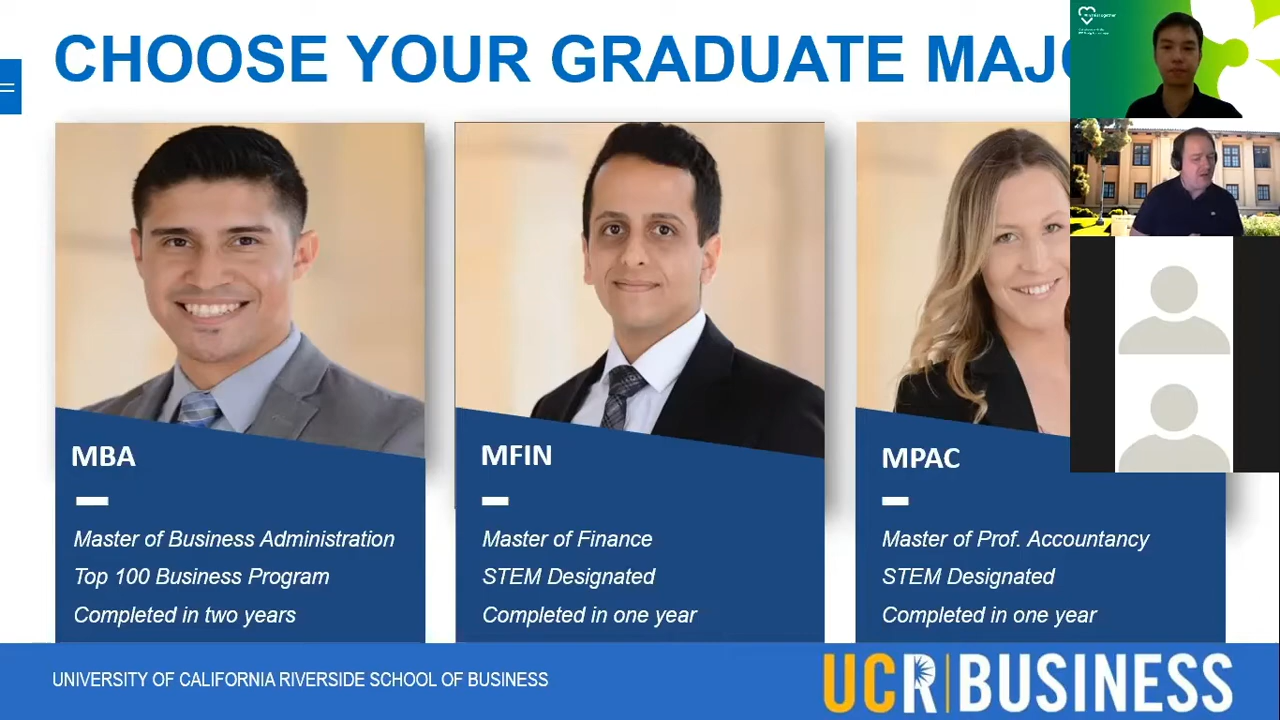 CHOOSE YOUR GRADUATE MAJO
MBA
Master of Business Administration
Top 100 Business Program
Completed in two years
MFIN
Master of Finance
STEM Designated
Completed in one year
MPAC
Master of Prof. Accountancy
STEM Designated
Completed in one year
UNIVERSITY OF CALIFORNIA RIVERSIDE SCHOOL OF BUSINESS
UCR BUSINESS